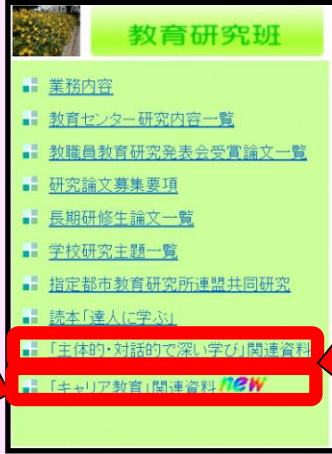 教育研究班
業務内容
教育センター研究内容一覧
教職員教育研究発表会受賞論文一覧
研究論文募集要項
長期研修生論文一覧
学校研究主題一覧
指定都市教育研究所連盟共同研究
読本「達人に学ぶ」
「主体的・対話的で深い学び」関連資料
「キャリア教育」関連資料 new